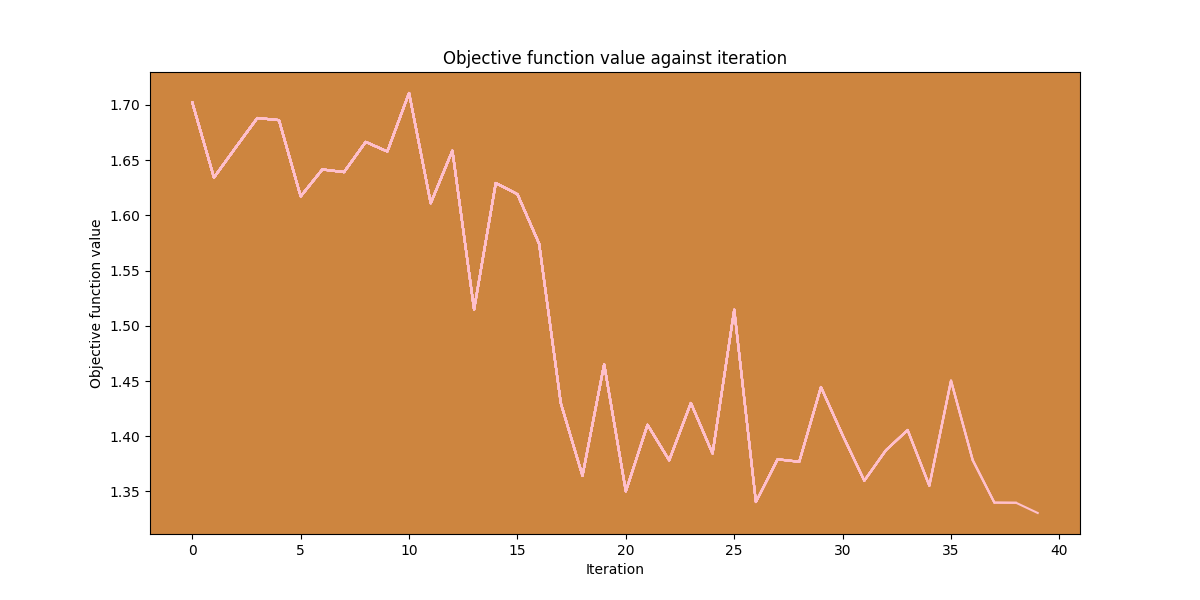 Objective function value against iteration
1.70
1.65
1.60
1.55
1.50
1.45
1.40
1.35
Objective function value
0 5 10 15 20 25 30 35 40
Iteration